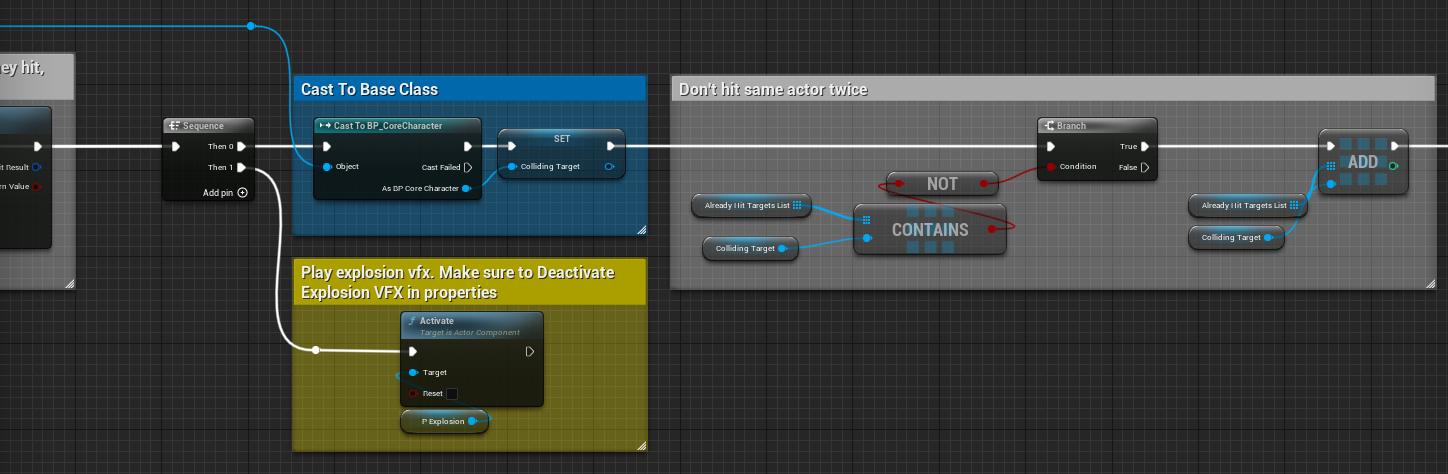 ey hit,
it Result
rn Value
Sequence
Then 0
Then 1
Add pin
Cast To Base Class
Cast To BP_CoreCharacter
Object
Cast Failed
As BP Core Character
SET
Colliding Target
Play explosion vfx. Make sure to Deactivate
Explosion VFX in properties
Activate
Target is Actor Component
Target
Reset
P Explosion
Don't hit same actor twice
Already Hit Targets List
Colliding Target
NOT
CONTAINS
Branch
True
Condition
False
Already Hit Targets List
Colliding Target
ADD